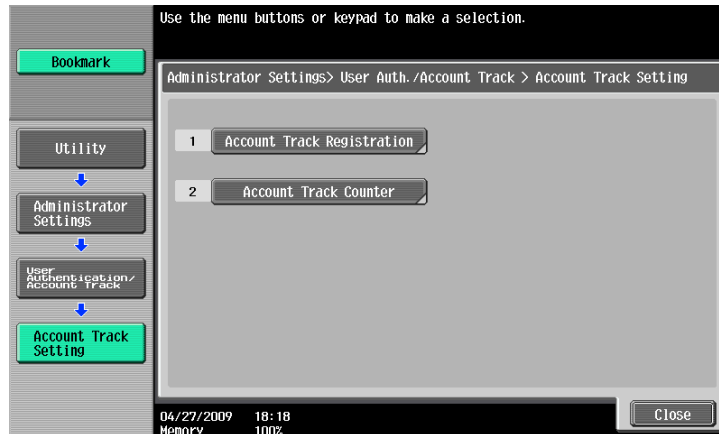 Use the menu buttons or keypad to make a selection.
Bookmark
Administrator Settings> User Auth./Account Track > Account Track Setting
Utility
Administrator
Settings
User
Authentication/
Account Track
Account Track
Setting
1 Account Track Registration
2 Account Track Counter
04/27/2009 18:18
Memory 100%
Close